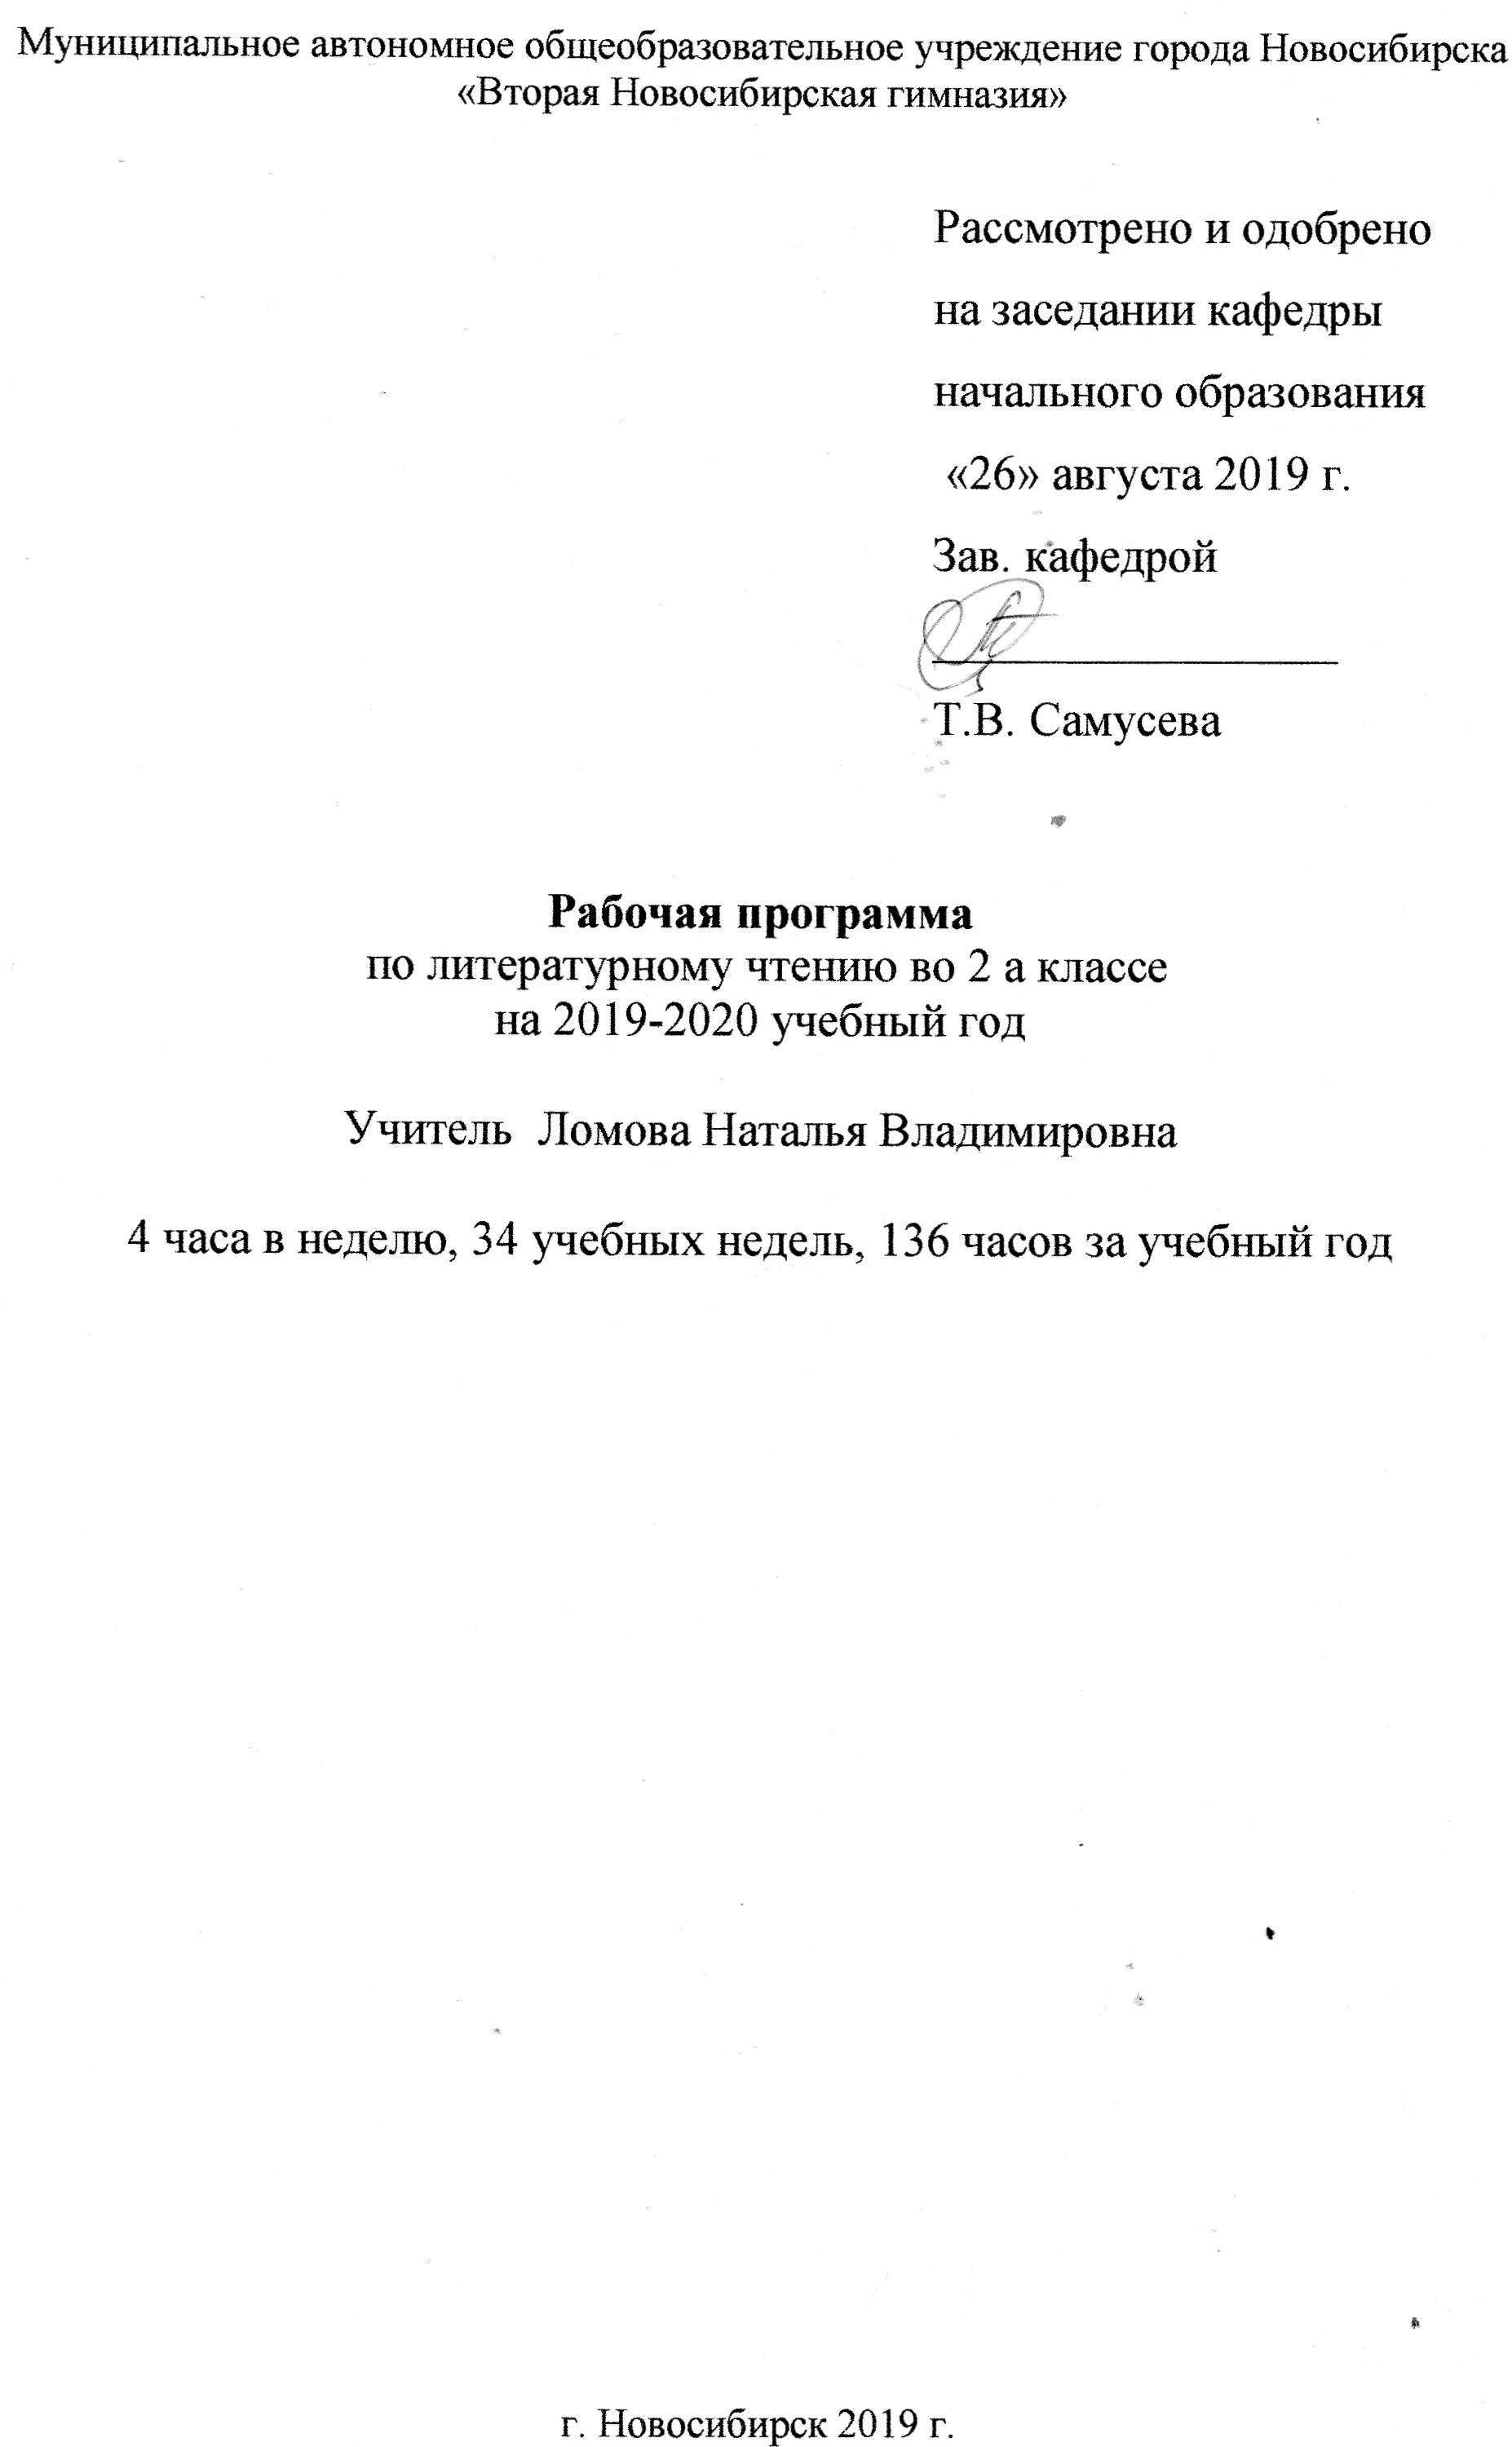 Муниципальное автономное общеобразовательное учреждение города Новосибирска
«Вторая Новосибирская гимназия»
Рассмотрено и одобрено
на заседании кафедры
начального образования
«26» августа 2019 г.
Зав. кафедрой
Т.В. Самусева
Рабочая программа
по литературному чтению во 2 а классе
на 2019-2020 учебный год
Учитель Ломова Наталья Владимировна
4 часа в неделю, 34 учебных недель, 136 часов за учебный год
г. Новосибирск 2019 г.